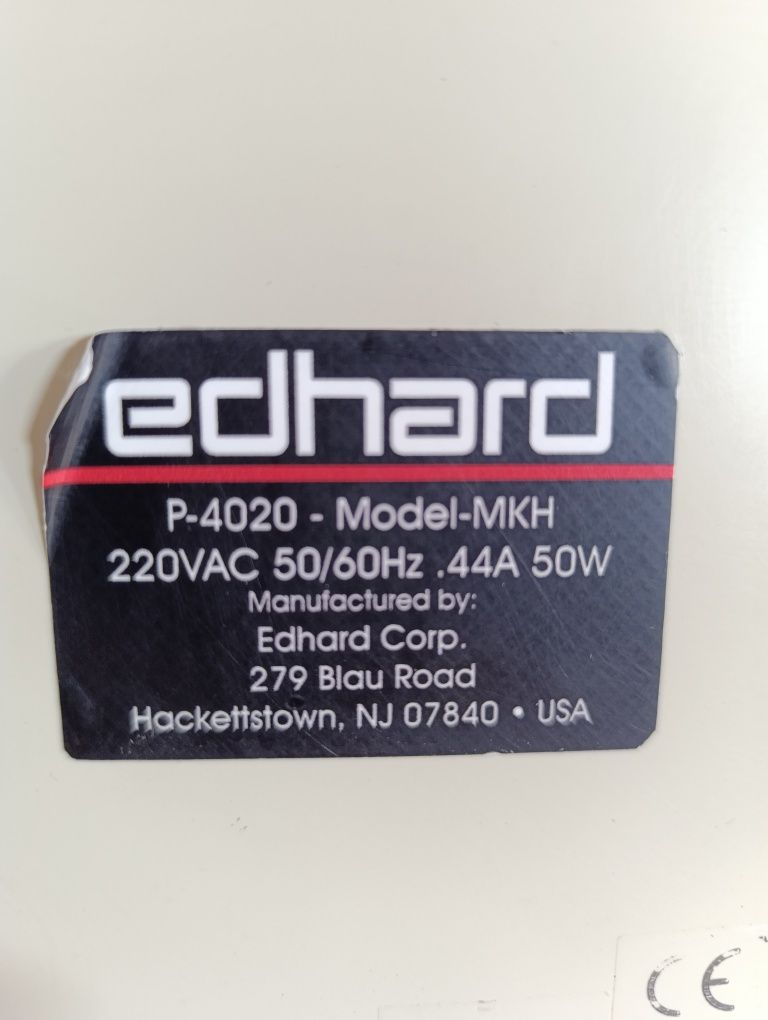 edhard
P-4020 - Model-MKH
220VAC 50/60Hz .44A 50W
Manufactured by:
Edhard Corp.
279 Blau Road
Hackettstown, NJ 07840 • USA
CE